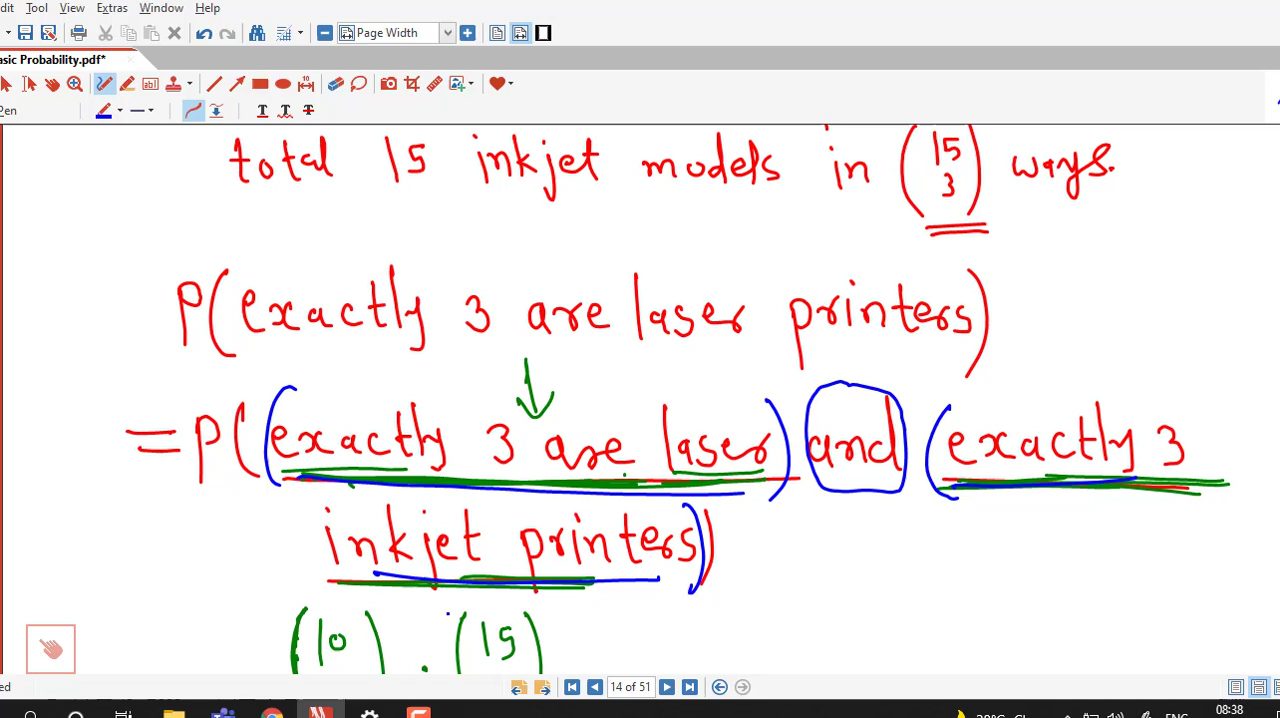 dit Tool View Extras Window Help
Page Width
asic Probability.pdf*
Pen
total 15 inkjet models in (15 3) ways.
P(exactly 3 are laser printers)
=P((exactly 3 are laser) and (exactly 3
inkjet printers))
(10) . (15)
ed
14 of 51
ENG
08:38